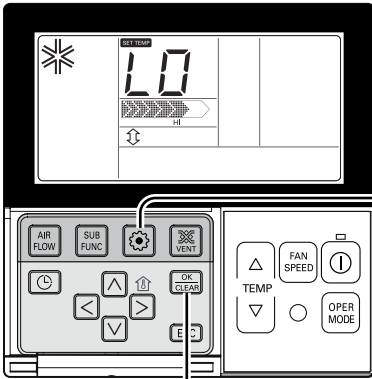 SET TEMP
LO
HI
AIR
FLOW
SUB
FUNC
VENT
OK
CLEAR
ESC
TEMP
FAN
SPEED
OPER
MODE